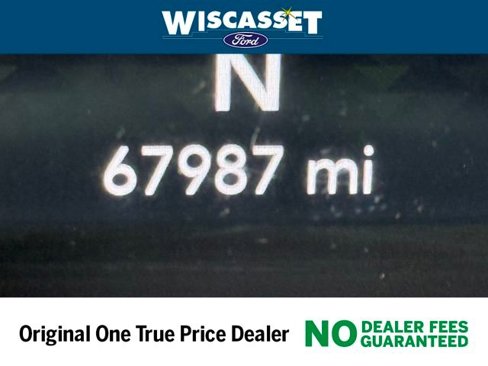 WISCASSET
Ford
N
67987 mi
Original One True Price Dealer
NO DEALER FEES
GUARANTEED